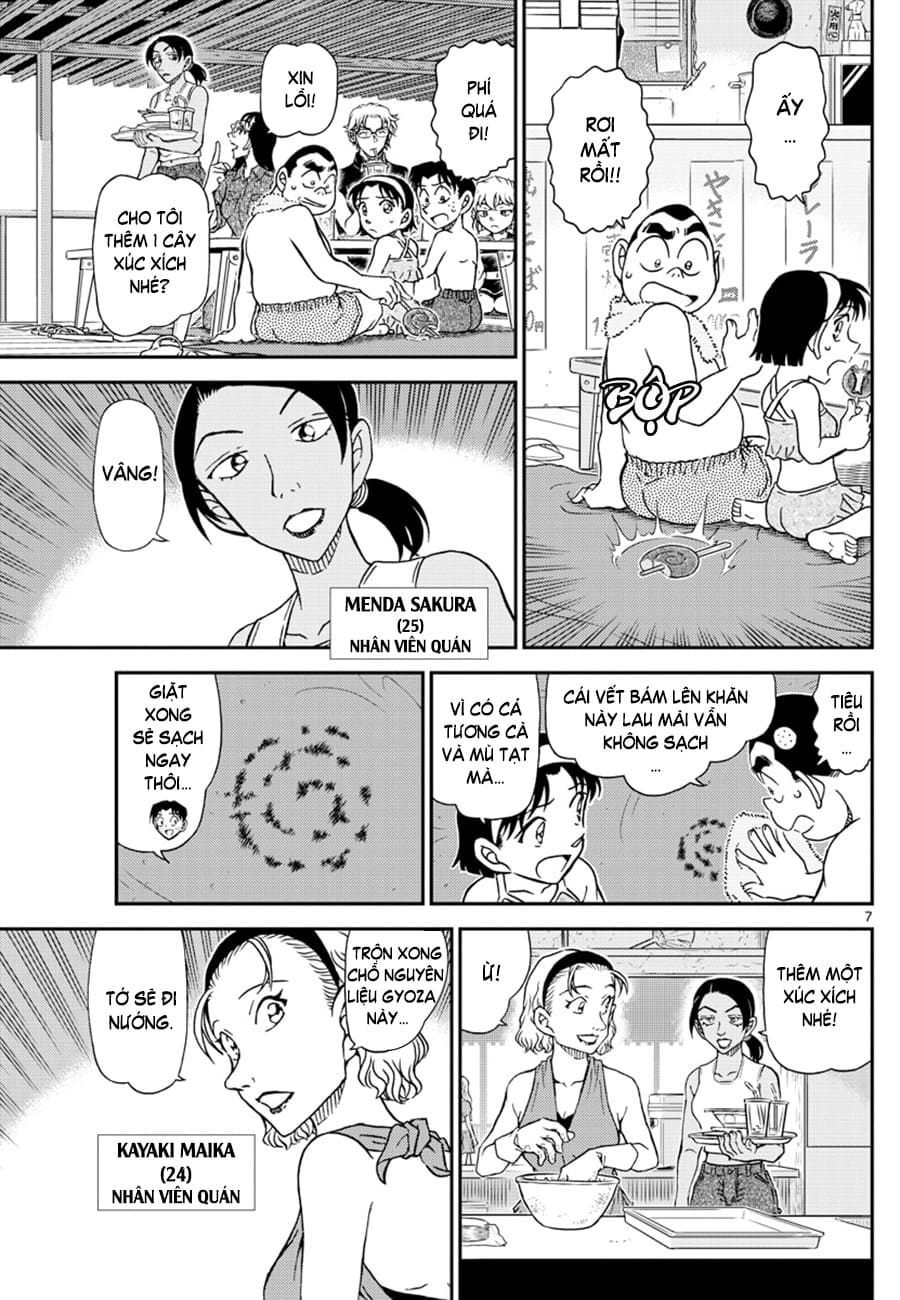 ẤY
...
RƠI
MẤT
RỒI!!
BỘP
PHÍ
QUÁ
ĐI!
XIN
LỖI!
CHO TÔI
THÊM 1 CÂY
XÚC XÍCH
NHÉ?
VÂNG!
MENDA SAKURA
(25)
NHÂN VIÊN QUÁN
TIÊU
RỒI
...
CÁI VẾT BÁM LÊN KHĂN
NÀY LAU MÃI VẪN
KHÔNG SẠCH
...
VÌ CÓ CẢ
TƯƠNG CÀ
VÀ MÙ TẠT
MÀ...
GIẶT
XONG
SẼ SẠCH
NGAY
THÔI...
7
THÊM MỘT
XÚC XÍCH
NHÉ!
Ừ!
TRỘN XONG
CHỖ NGUYÊN
LIỆU GYOZA
NÀY...
TỚ SẼ ĐI
NƯỚNG.
KAYAKI MAIKA
(24)
NHÂN VIÊN QUÁN